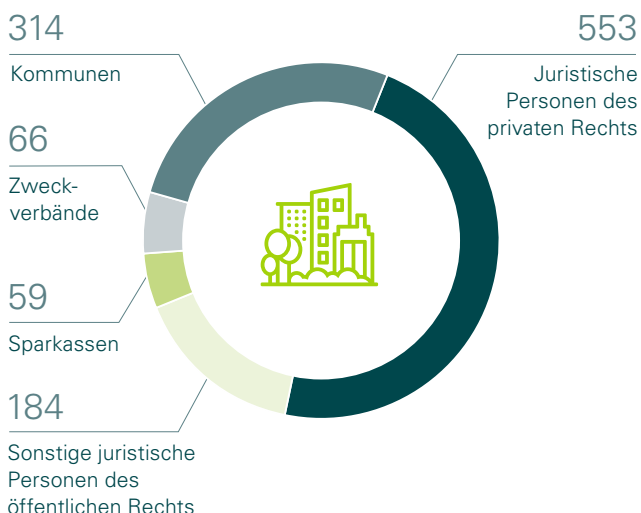 314
Kommunen
66
Zweck-
verbände
59
Sparkassen
184
Sonstige juristische
Personen des
öffentlichen Rechts
553
Juristische
Personen des
privaten Rechts